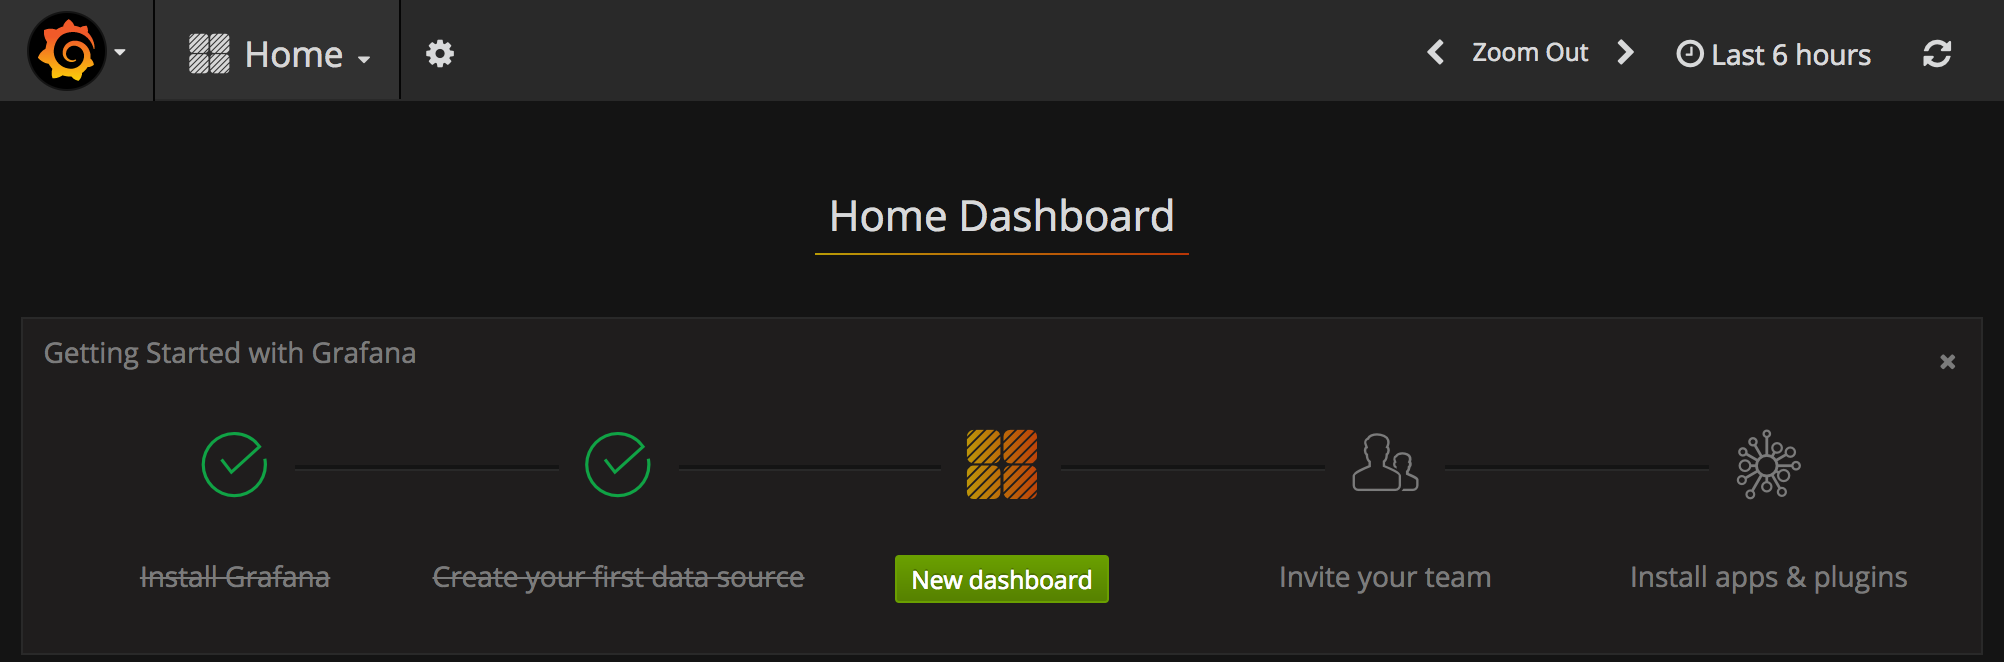 Home
Zoom Out
Last 6 hours
Home Dashboard
Getting Started with Grafana
Install Grafana
Create your first data source
New dashboard
Invite your team
Install apps & plugins